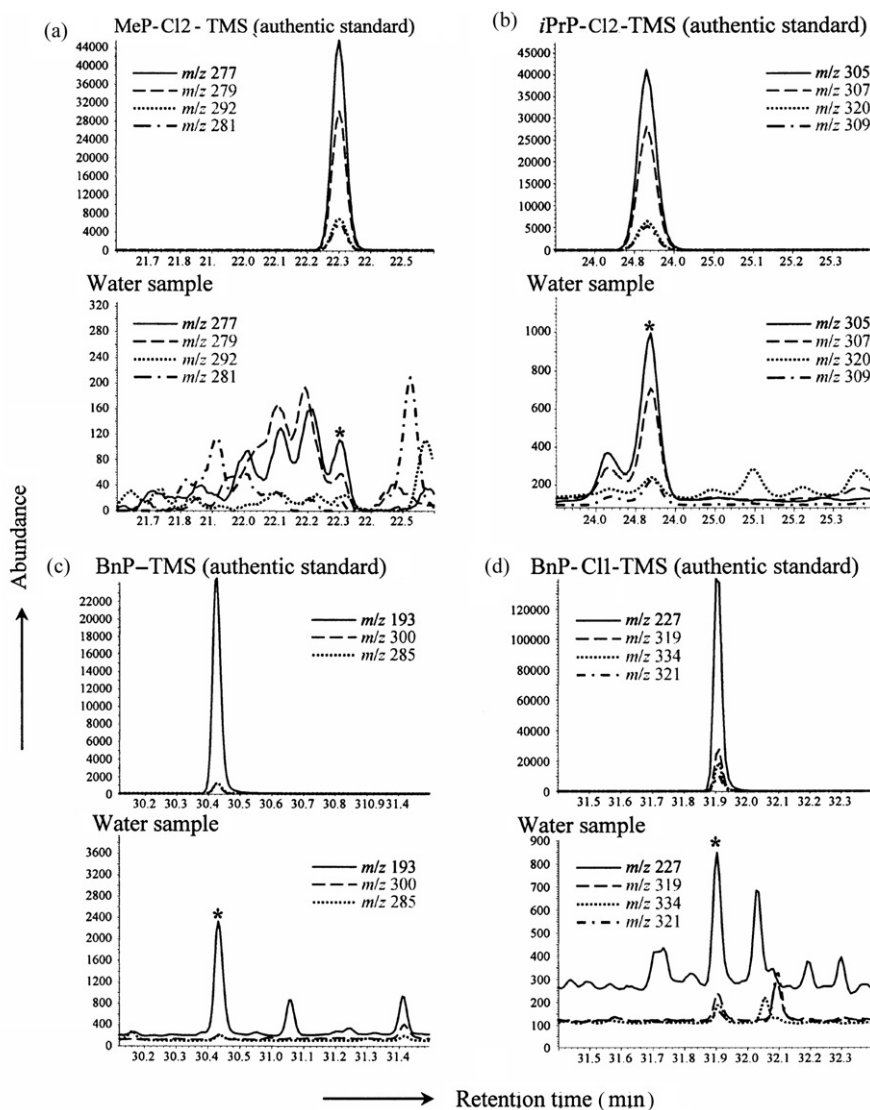 (a) MeP-Cl2 - TMS (authentic standard)
44000
40000
36000
32000
28000
24000
20000
16000
12000
8000
4000
0
m/z 277
m/z 279
m/z 292
m/z 281
21.7 21.8 21. 22.0 22.1 22.2 22.3 22. 22.5
Water sample
320
280
240
200
160
120
80
40
0
m/z 277
m/z 279
m/z 292
m/z 281
*
21.7 21.8 21. 22.0 22.1 22.2 22.3 22. 22.5
(b) iPrP-Cl2-TMS (authentic standard)
45000
40000
35000
30000
25000
20000
15000
10000
5000
0
m/z 305
m/z 307
m/z 320
m/z 309
24.0 24.8 24.0 25.0 25.1 25.3 25.3
Water sample
1000
800
600
400
200
m/z 305
m/z 307
m/z 320
m/z 309
*
24.0 24.8 24.0 25.0 25.1 25.2 25.3
(c) BnP–TMS (authentic standard)
22000
20000
18000
16000
14000
12000
10000
8000
6000
4000
2000
0
m/z 193
m/z 300
m/z 285
30.2 30.3 30.4 30.5 30.6 30.7 30.8 310.9 31.4
Water sample
3600
3200
2800
2400
2000
1600
1200
800
400
0
m/z 193
m/z 300
m/z 285
*
30.2 30.3 30.4 30.5 30.6 31.0 31.2 31.3 31.4
(d) BnP-Cl1-TMS (authentic standard)
120000
100000
80000
60000
40000
20000
0
m/z 227
m/z 319
m/z 334
m/z 321
31.5 31.6 31.7 31.8 31.9 32.0 32.1 32.2 32.3
Water sample
900
800
700
600
500
400
300
200
100
0
m/z 227
m/z 319
m/z 334
m/z 321
*
31.5 31.6 31.7 31.8 31.9 32.0 32.1 32.2 32.3
Abundance
Retention time (min)